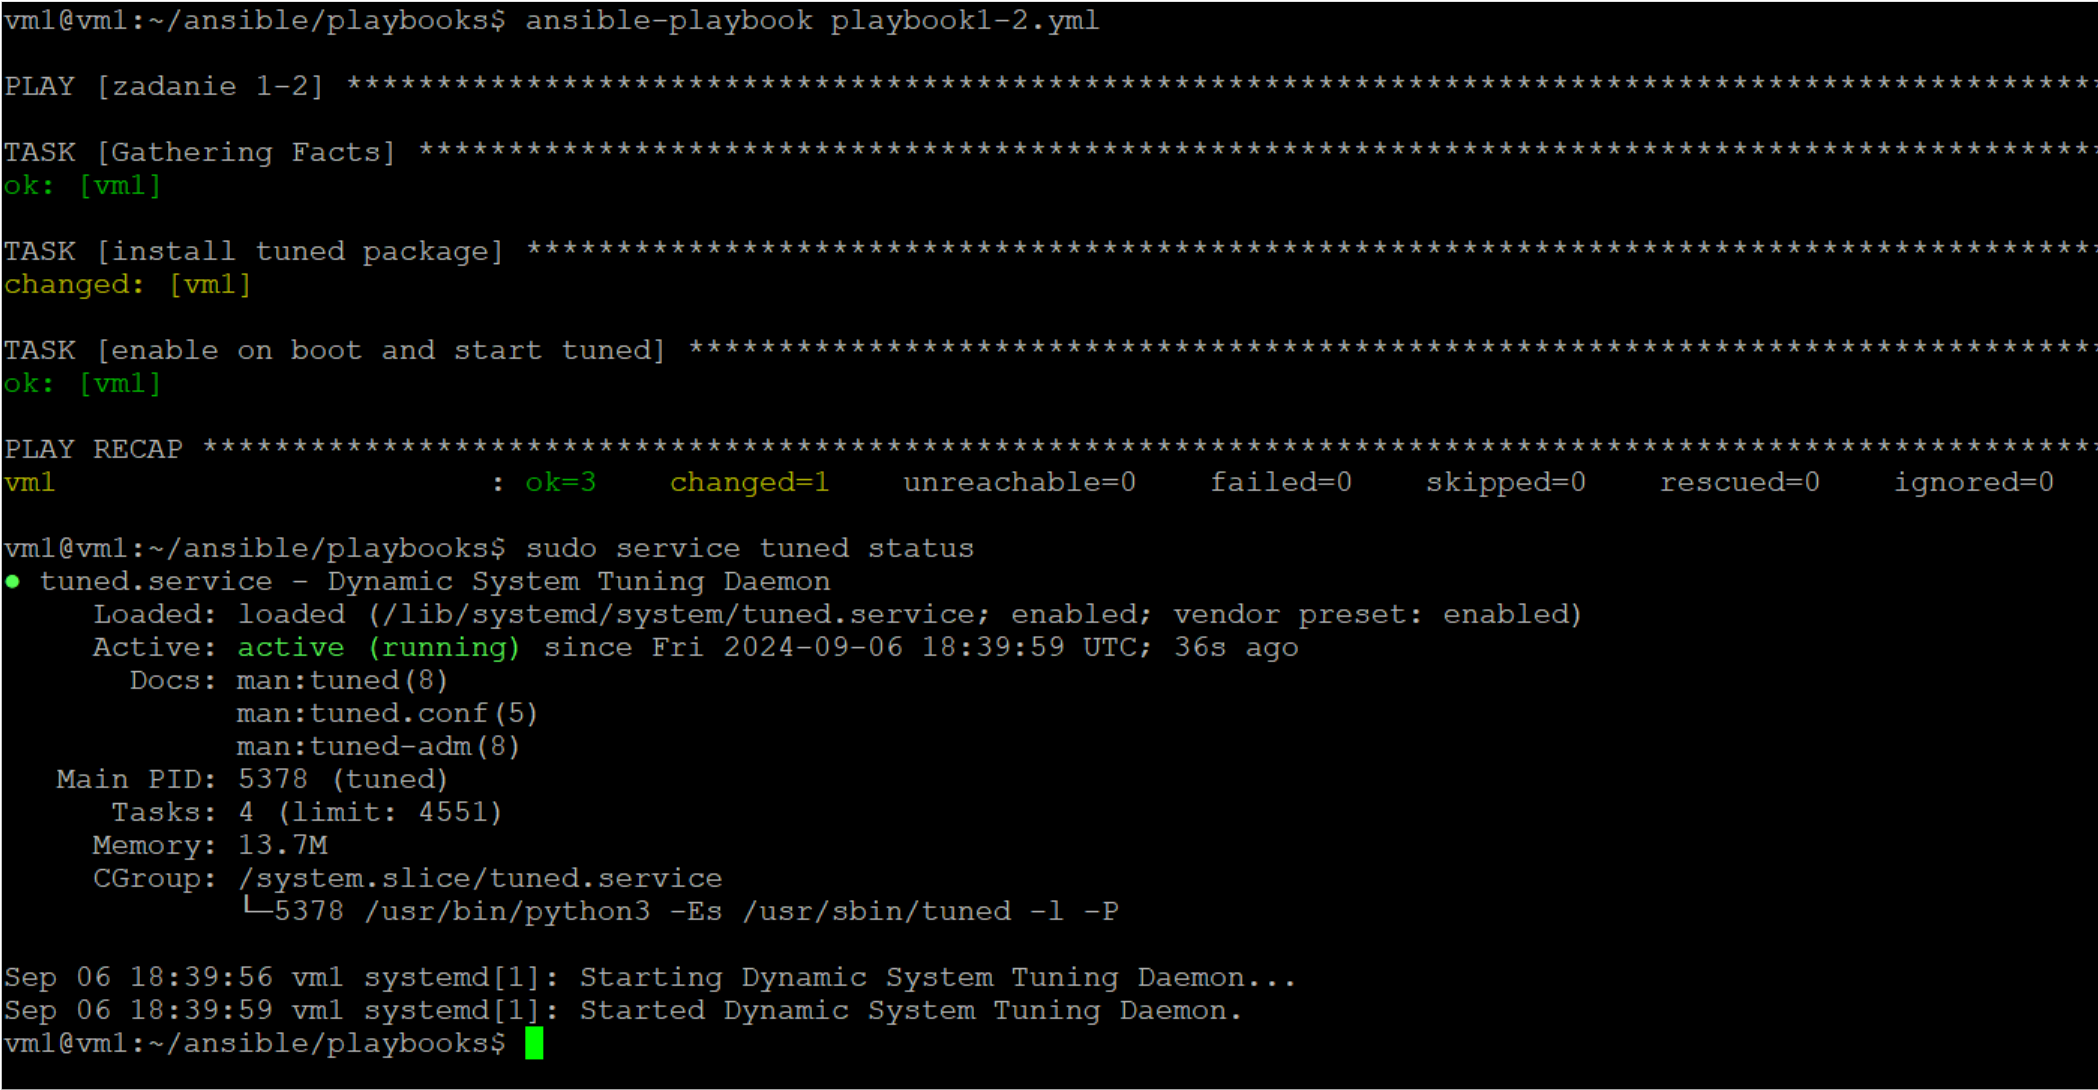 vm1@vm1:~/ansible/playbooks$ ansible-playbook playbook1-2.yml
PLAY [zadanie 1-2] *************************************************************************************************
TASK [Gathering Facts] *********************************************************************************************
ok: [vm1]
TASK [install tuned package] ***************************************************************************************
changed: [vm1]
TASK [enable on boot and start tuned] ******************************************************************************
ok: [vm1]
PLAY RECAP *********************************************************************************************************
vm1                        : ok=3    changed=1    unreachable=0    failed=0    skipped=0    rescued=0    ignored=0
vm1@vm1:~/ansible/playbooks$ sudo service tuned status
● tuned.service - Dynamic System Tuning Daemon
     Loaded: loaded (/lib/systemd/system/tuned.service; enabled; vendor preset: enabled)
     Active: active (running) since Fri 2024-09-06 18:39:59 UTC; 36s ago
       Docs: man:tuned(8)
             man:tuned.conf(5)
             man:tuned-adm(8)
   Main PID: 5378 (tuned)
      Tasks: 4 (limit: 4551)
     Memory: 13.7M
     CGroup: /system.slice/tuned.service
             └─5378 /usr/bin/python3 -Es /usr/sbin/tuned -l -P
Sep 06 18:39:56 vm1 systemd[1]: Starting Dynamic System Tuning Daemon...
Sep 06 18:39:59 vm1 systemd[1]: Started Dynamic System Tuning Daemon.
vm1@vm1:~/ansible/playbooks$